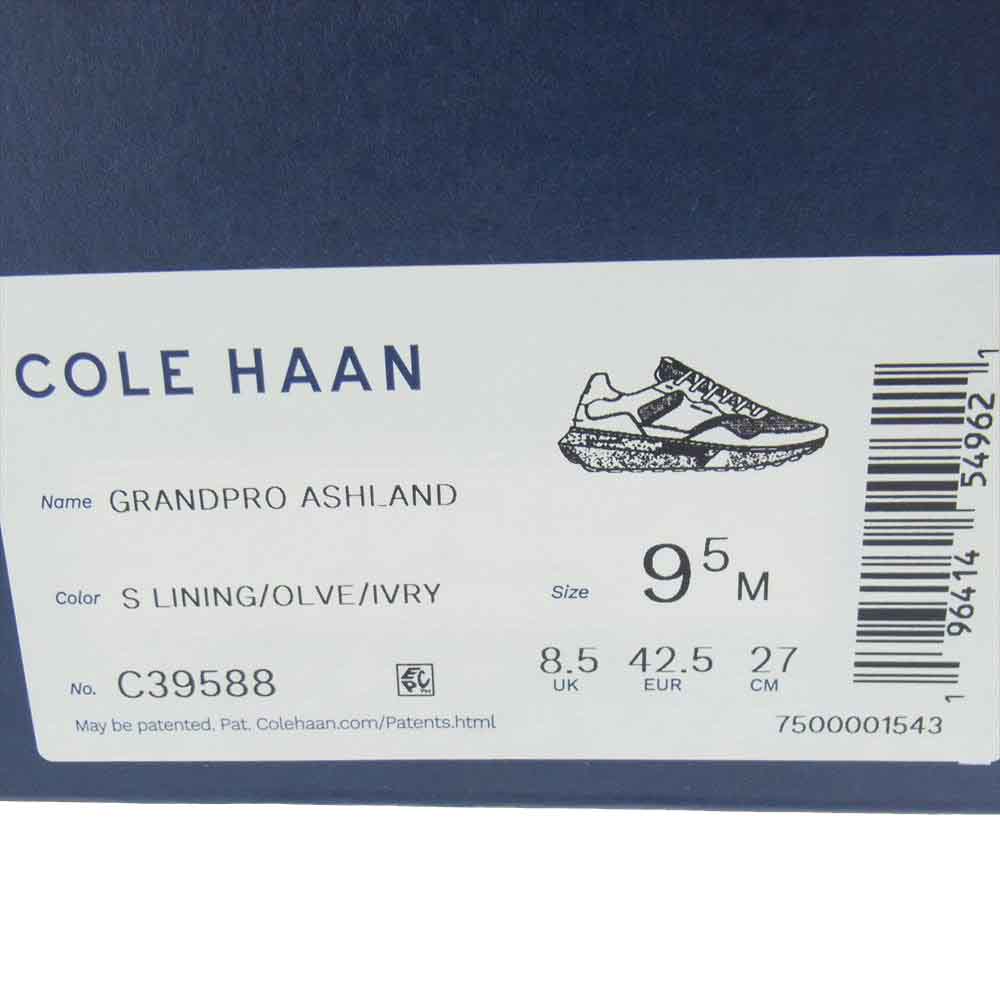 COLE HAAN
Name GRANDPRO ASHLAND
Color S LINING/OLVE/IVRY
Size 9 5 M
8.5 42.5 27
UK EUR CM
No. C39588
EPC
May be patented. Pat. Colehaan.com/Patents.html
7500001543
1 96414 54962 1